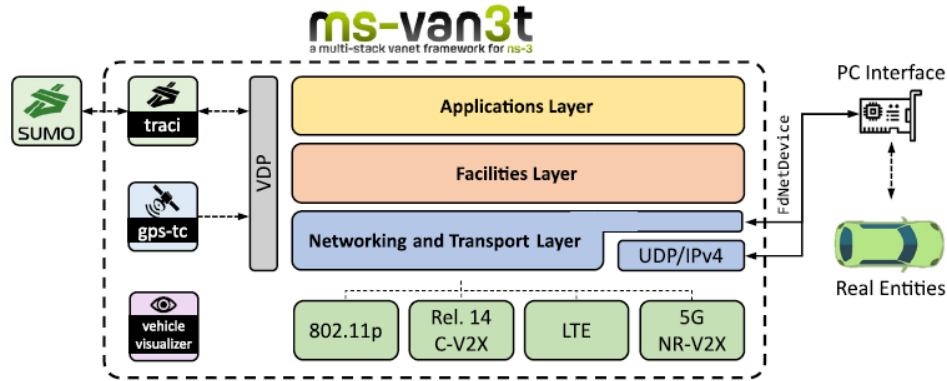 ms-van3t
a multi-stack vanet framework for ns-3
SUMO
traci
gps-tc
vehicle
visualizer
VDP
Applications Layer
Facilities Layer
Networking and Transport Layer
UDP/IPv4
802.11p
Rel. 14
C-V2X
LTE
5G
NR-V2X
FdNetDevice
PC Interface
Real Entities